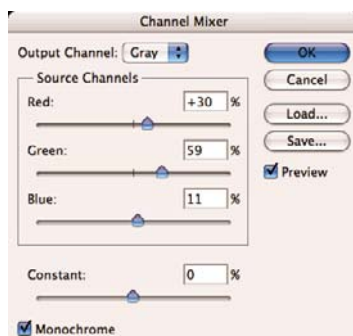 Channel Mixer
Output Channel: Gray
OK
Source Channels
Cancel
Red: +30 %
Load...
Save...
Green: 59 %
Preview
Blue: 11 %
Constant: 0 %
Monochrome